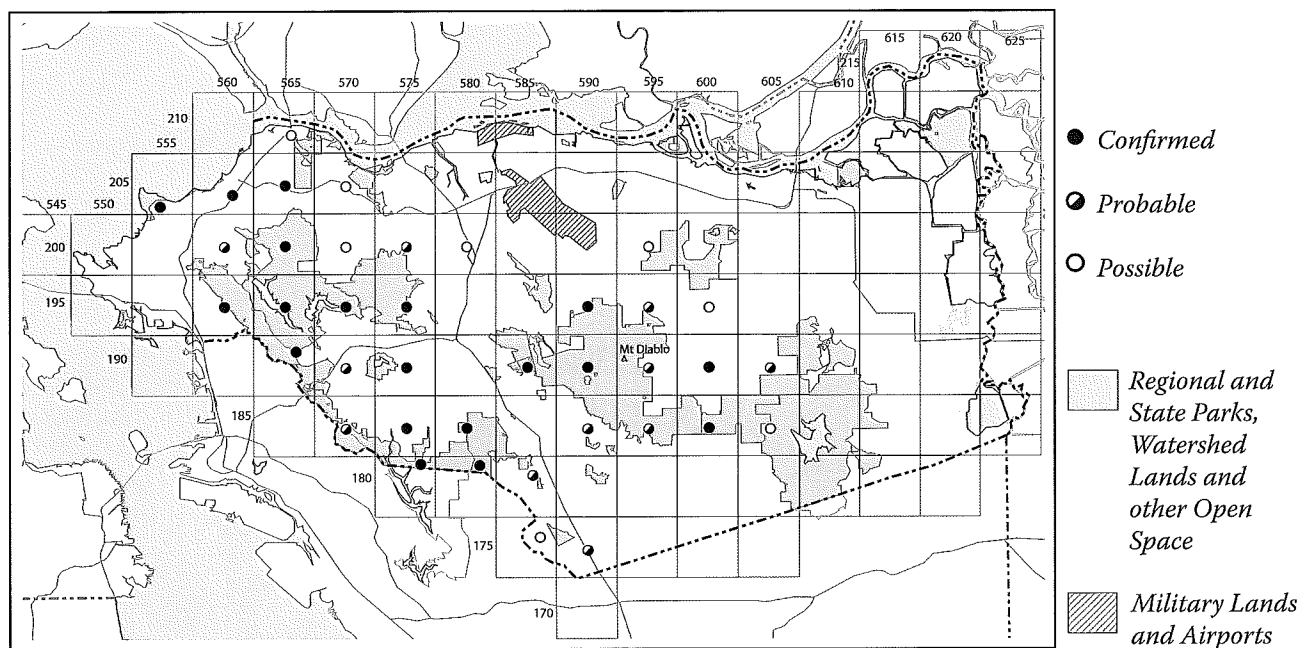 615
620
625
215
560
565
570
575
580
585
590
595
600
605
610
210
555
205
545
550
200
195
190
Mt Diablo
185
180
175
170
Confirmed
Probable
Possible
Regional and
State Parks,
Watershed
Lands and
other Open
Space
Military Lands
and Airports